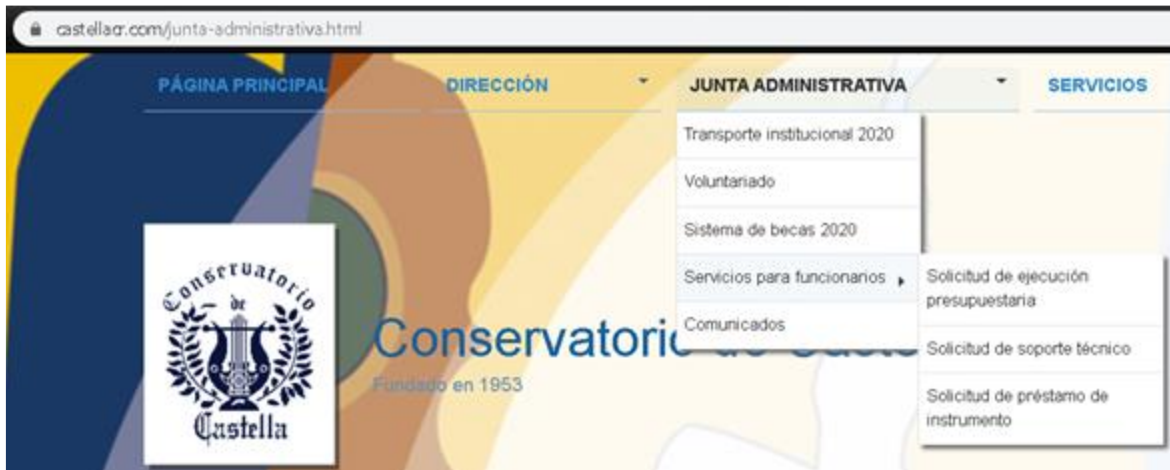 castellacr.com/junta-administrativa.html
PÁGINA PRINCIPAL
DIRECCIÓN
JUNTA ADMINISTRATIVA
SERVICIOS
Transporte institucional 2020
Voluntariado
Sistema de becas 2020
Servicios para funcionarios
Comunicados
Solicitud de ejecución
presupuestaria
Solicitud de soporte técnico
Solicitud de préstamo de
instrumento
Conservatorio
de
Castella
Conservatorio de
Fundado en 1953